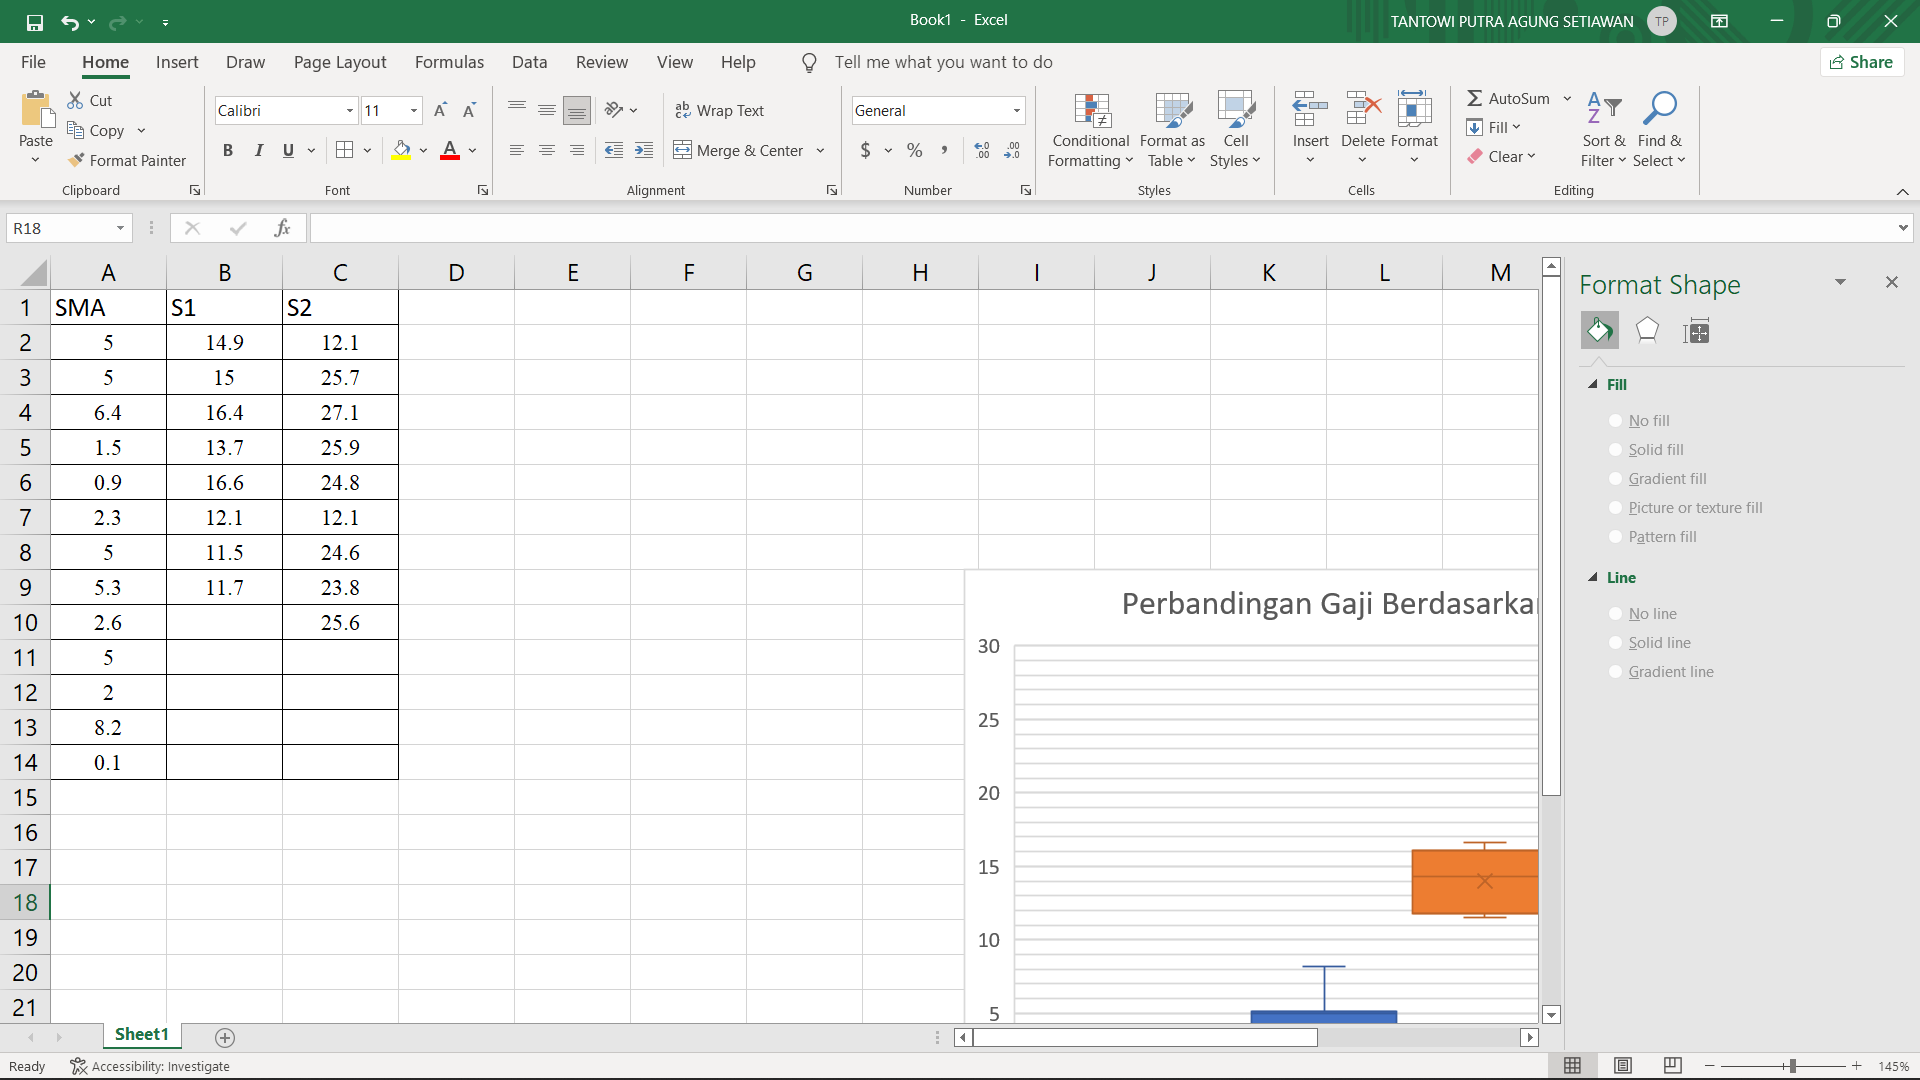 Book1 - Excel
TANTOWI PUTRA AGUNG SETIAWAN TP
File Home Insert Draw Page Layout Formulas Data Review View Help Tell me what you want to do Share
Paste
Cut
Copy
Format Painter
Clipboard
Calibri 11
B I U A
Font
ab Wrap Text
Merge & Center
Alignment
General
$ % ,
Number
Conditional Formatting
Format as Table
Cell Styles
Styles
Insert Delete Format
Cells
AutoSum
Fill
Clear
Sort & Filter
Find & Select
Editing
R18 fx
A B C D E F G H I J K L M
1 SMA S1 S2
2 5 14.9 12.1
3 5 15 25.7
4 6.4 16.4 27.1
5 1.5 13.7 25.9
6 0.9 16.6 24.8
7 2.3 12.1 12.1
8 5 11.5 24.6
9 5.3 11.7 23.8
10 2.6 25.6
11 5
12 2
13 8.2
14 0.1
15
16
17
18
19
20
21
Perbandingan Gaji Berdasarkan
30
25
20
15
10
5
Format Shape
Fill
No fill
Solid fill
Gradient fill
Picture or texture fill
Pattern fill
Line
No line
Solid line
Gradient line
Sheet1
Ready Accessibility: Investigate 145%